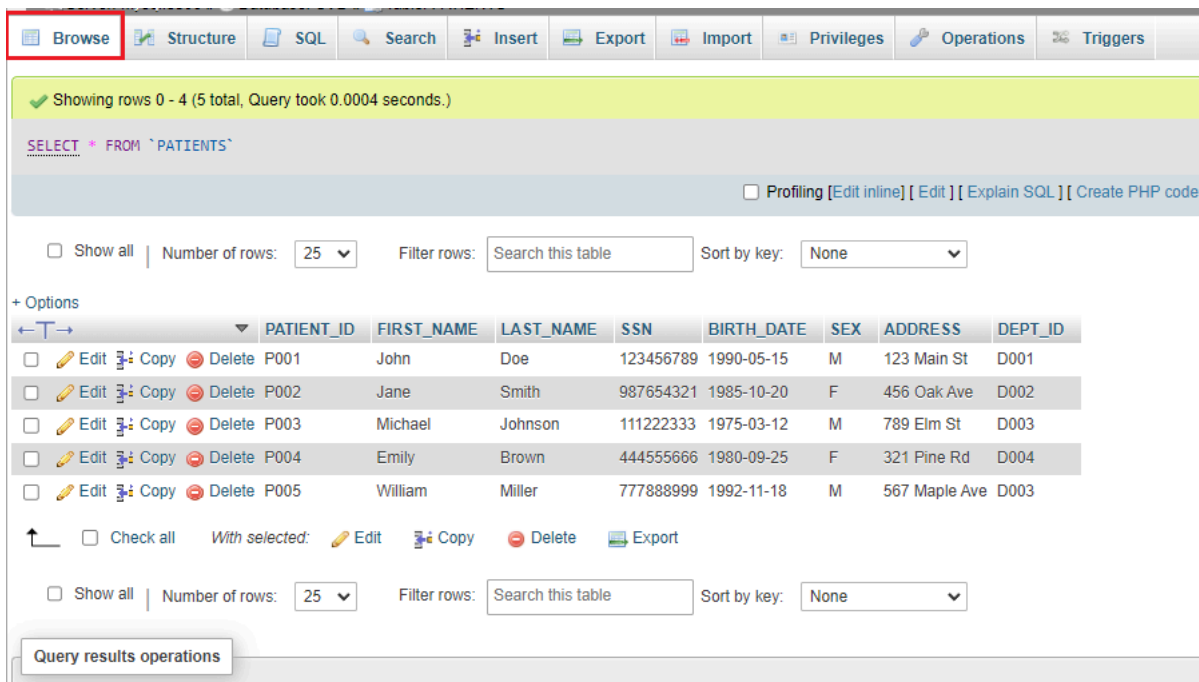 Browse Structure SQL Search Insert Export Import Privileges Operations Triggers
Showing rows 0 - 4 (5 total, Query took 0.0004 seconds.)
SELECT * FROM `PATIENTS`
Profiling [Edit inline] [ Edit ] [ Explain SQL ] [ Create PHP code
Show all | Number of rows: 25 Filter rows: Search this table Sort by key: None
+ Options
←T→ PATIENT_ID FIRST_NAME LAST_NAME SSN BIRTH_DATE SEX ADDRESS DEPT_ID
Edit Copy Delete P001 John Doe 123456789 1990-05-15 M 123 Main St D001
Edit Copy Delete P002 Jane Smith 987654321 1985-10-20 F 456 Oak Ave D002
Edit Copy Delete P003 Michael Johnson 111222333 1975-03-12 M 789 Elm St D003
Edit Copy Delete P004 Emily Brown 444555666 1980-09-25 F 321 Pine Rd D004
Edit Copy Delete P005 William Miller 777888999 1992-11-18 M 567 Maple Ave D003
Check all With selected: Edit Copy Delete Export
Show all | Number of rows: 25 Filter rows: Search this table Sort by key: None
Query results operations